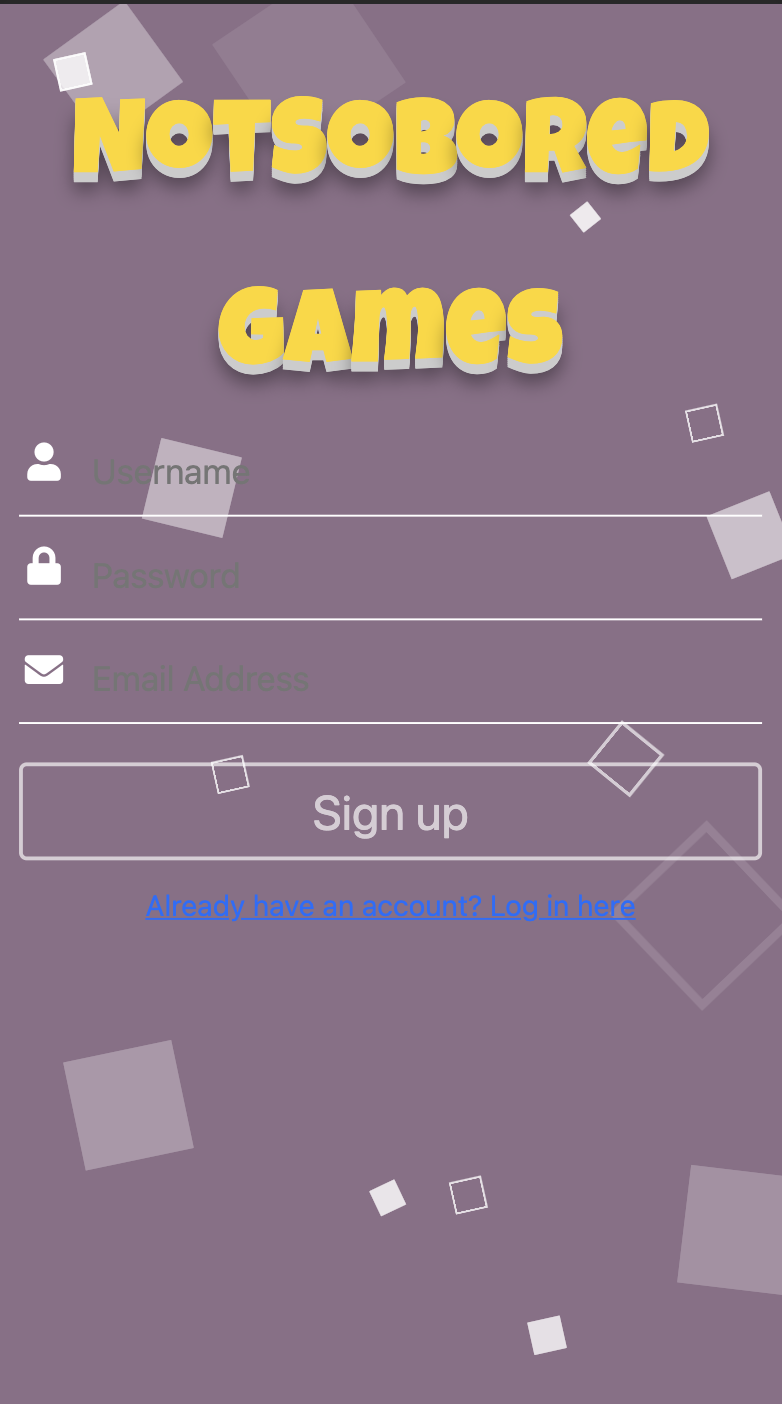 NOTSOBOReD
GAmeS
Username
Password
Email Address
Sign up
Already have an account? Log in here